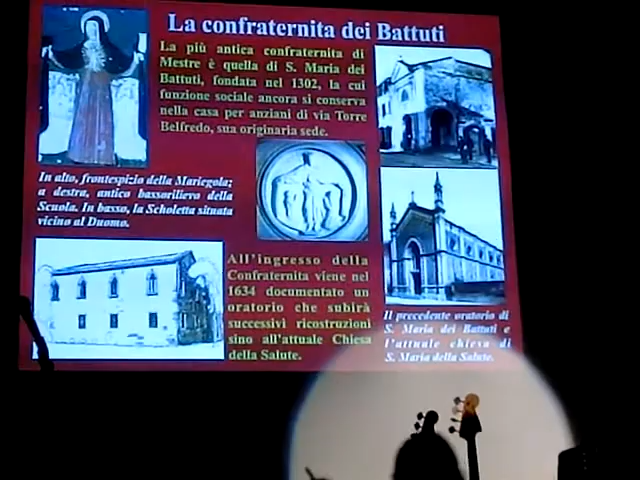 La confraternita dei Battuti
La più antica confraternita di
Mestre è quella di S. Maria dei
Battuti, fondata nel 1302, la cui
funzione sociale ancora si conserva
nella casa per anziani di via Torre
Belfredo, sua originaria sede.
In alto, frontespizio della Mariegola;
a destra, antico bassorilievo della
Scuola. In basso, la Scholetta situata
vicino al Duomo.
All'ingresso della
Confraternita viene nel
1634 documentato un
oratorio che subirà
successivi ricostruzioni
sino all'attuale Chiesa
della Salute.
Il precedente oratorio di
S. Maria dei Battuti e
l'attuale chiesa di
S. Maria della Salute.